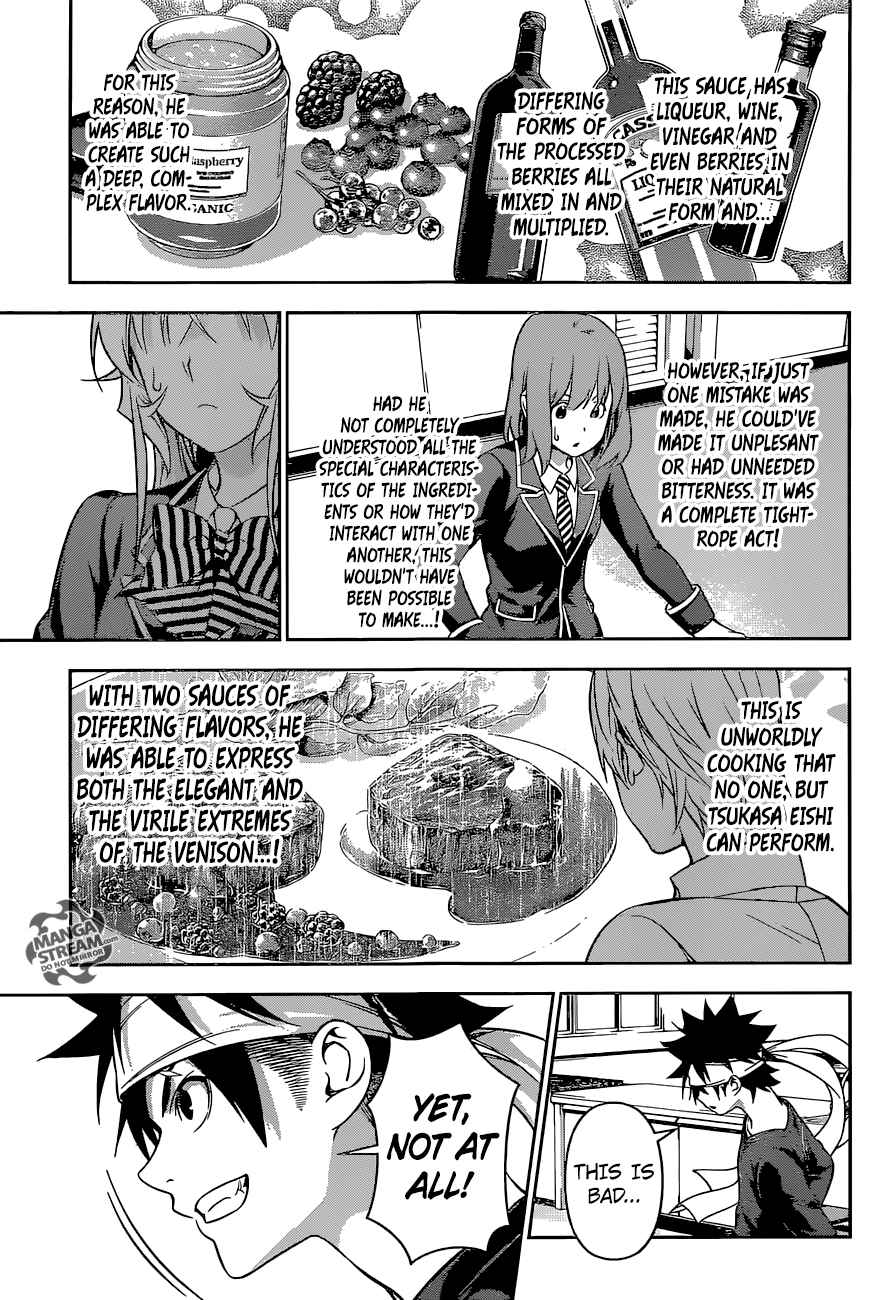 THIS SAUCE HAS
LIQUEUR, WINE,
VINEGAR AND
EVEN BERRIES IN
THEIR NATURAL
FORM AND...
DIFFERING
FORMS OF
THE PROCESSED
BERRIES ALL
MIXED IN AND
MULTIPLIED.
FOR THIS
REASON, HE
WAS ABLE TO
CREATE SUCH
A DEEP, COM-
PLEX FLAVOR.
CASS
LIQ
aspberry
GANIC
HOWEVER, IF JUST
ONE MISTAKE WAS
MADE, HE COULD'VE
MADE IT UNPLESANT
OR HAD UNNEEDED
BITTERNESS. IT WAS
A COMPLETE TIGHT-
ROPE ACT!
HAD HE
NOT COMPLETELY
UNDERSTOOD ALL THE
SPECIAL CHARACTERIS-
TICS OF THE INGREDI-
ENTS OR HOW THEY'D
INTERACT WITH ONE
ANOTHER, THIS
WOULDN'T HAVE
BEEN POSSIBLE
TO MAKE...!
THIS IS
UNWORLDLY
COOKING THAT
NO ONE BUT
TSUKASA EISHI
CAN PERFORM.
WITH TWO SAUCES OF
DIFFERING FLAVORS, HE
WAS ABLE TO EXPRESS
BOTH THE ELEGANT AND
THE VIRILE EXTREMES
OF THE VENISON...!
MANGA
STREAM.com
DO NOT MIRROR
THIS IS
BAD...
YET,
NOT AT
ALL!